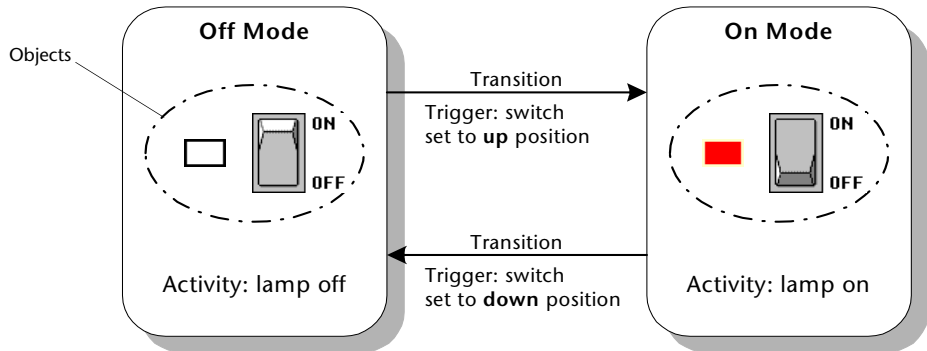 Off Mode
On Mode
Objects
Transition
Trigger: switch
set to up position
ON
OFF
ON
OFF
Transition
Trigger: switch
set to down position
Activity: lamp off
Activity: lamp on